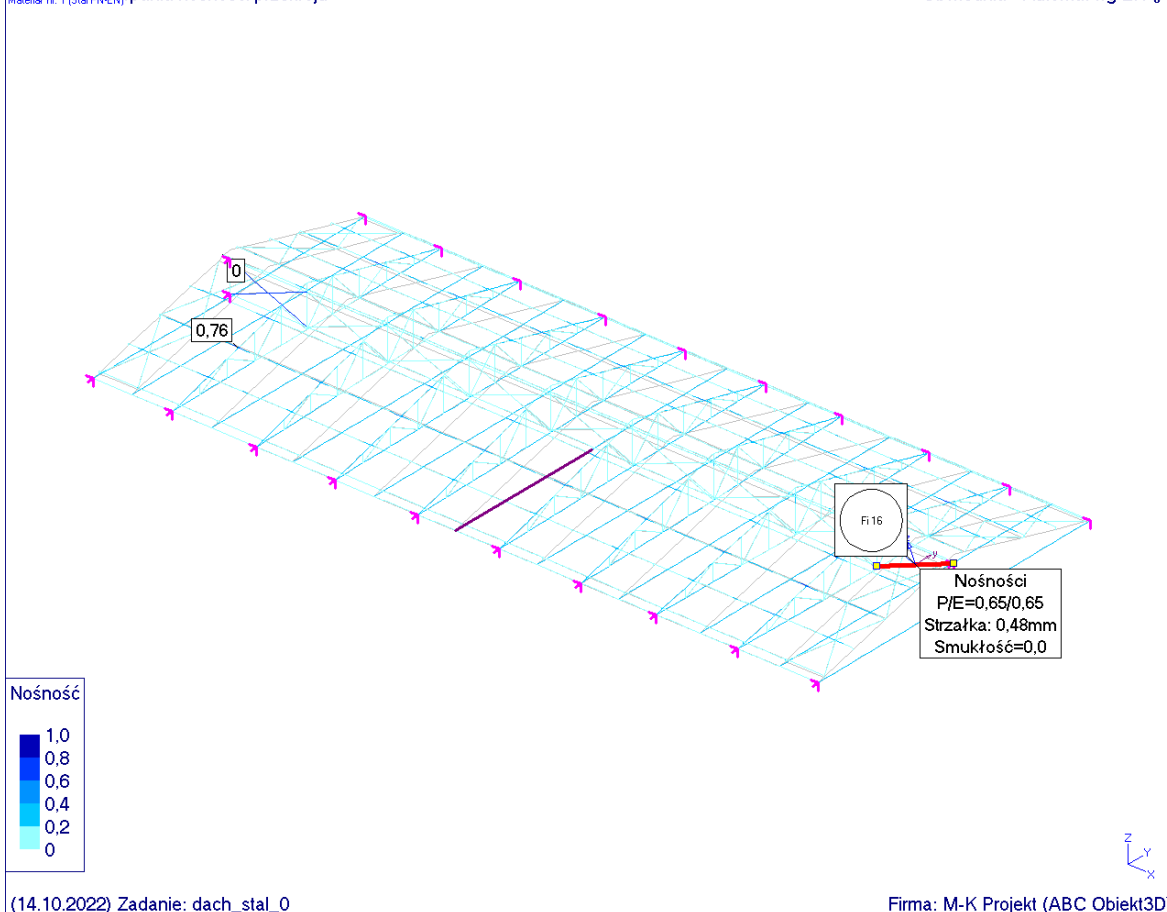 0
0,76
Fi 16
y
Nośności
P/E=0,65/0,65
Strzałka: 0,48mm
Smukłość=0,0
Nośność
1,0
0,8
0,6
0,4
0,2
0
Z
Y
X
(14.10.2022) Zadanie: dach_stal_0
Firma: M-K Projekt (ABC Obiekt3D